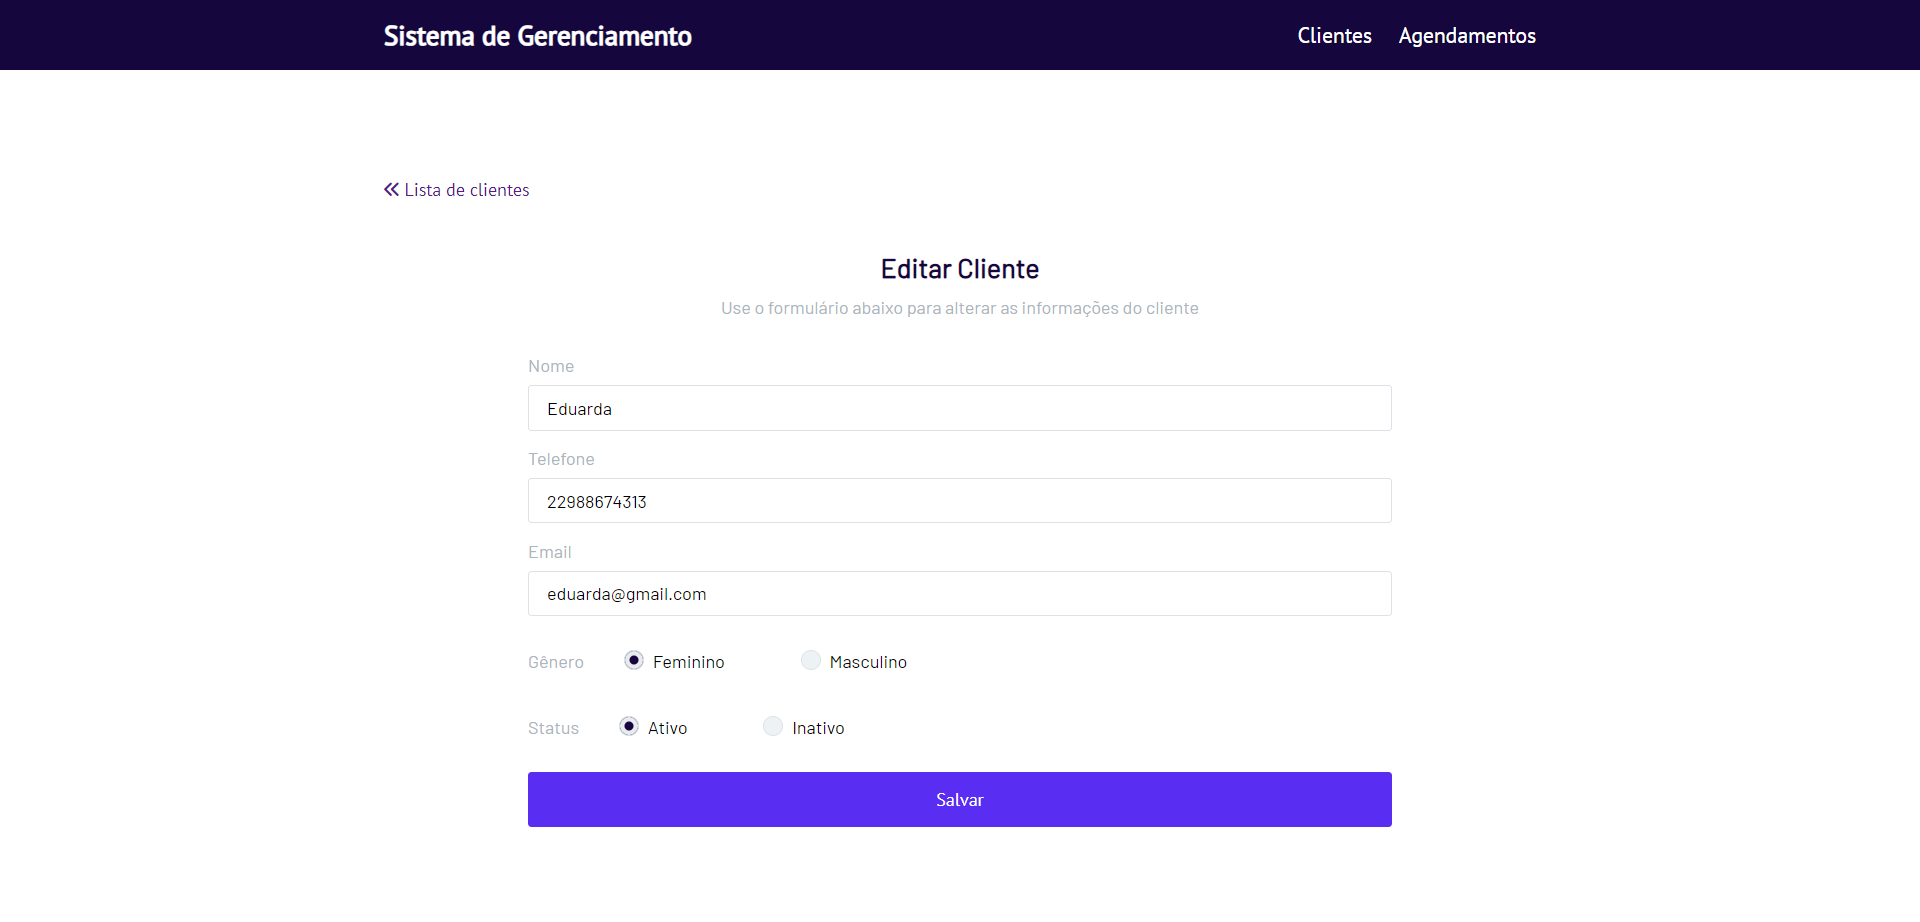 Sistema de Gerenciamento
Clientes Agendamentos
Lista de clientes
Editar Cliente
Use o formulário abaixo para alterar as informações do cliente
Nome
Eduarda
Telefone
22988674313
Email
eduarda@gmail.com
Gênero Feminino Masculino
Status Ativo Inativo
Salvar